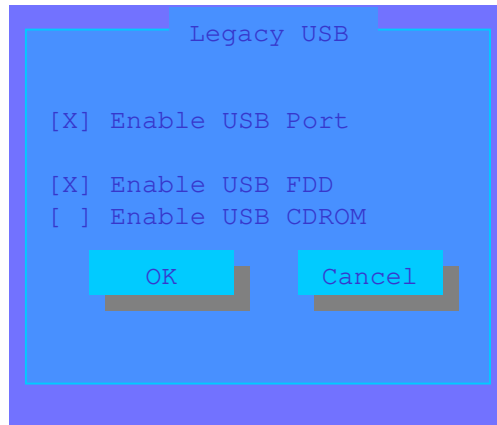 Legacy USB
[X] Enable USB Port
[X] Enable USB FDD
[ ] Enable USB CDROM
OK Cancel